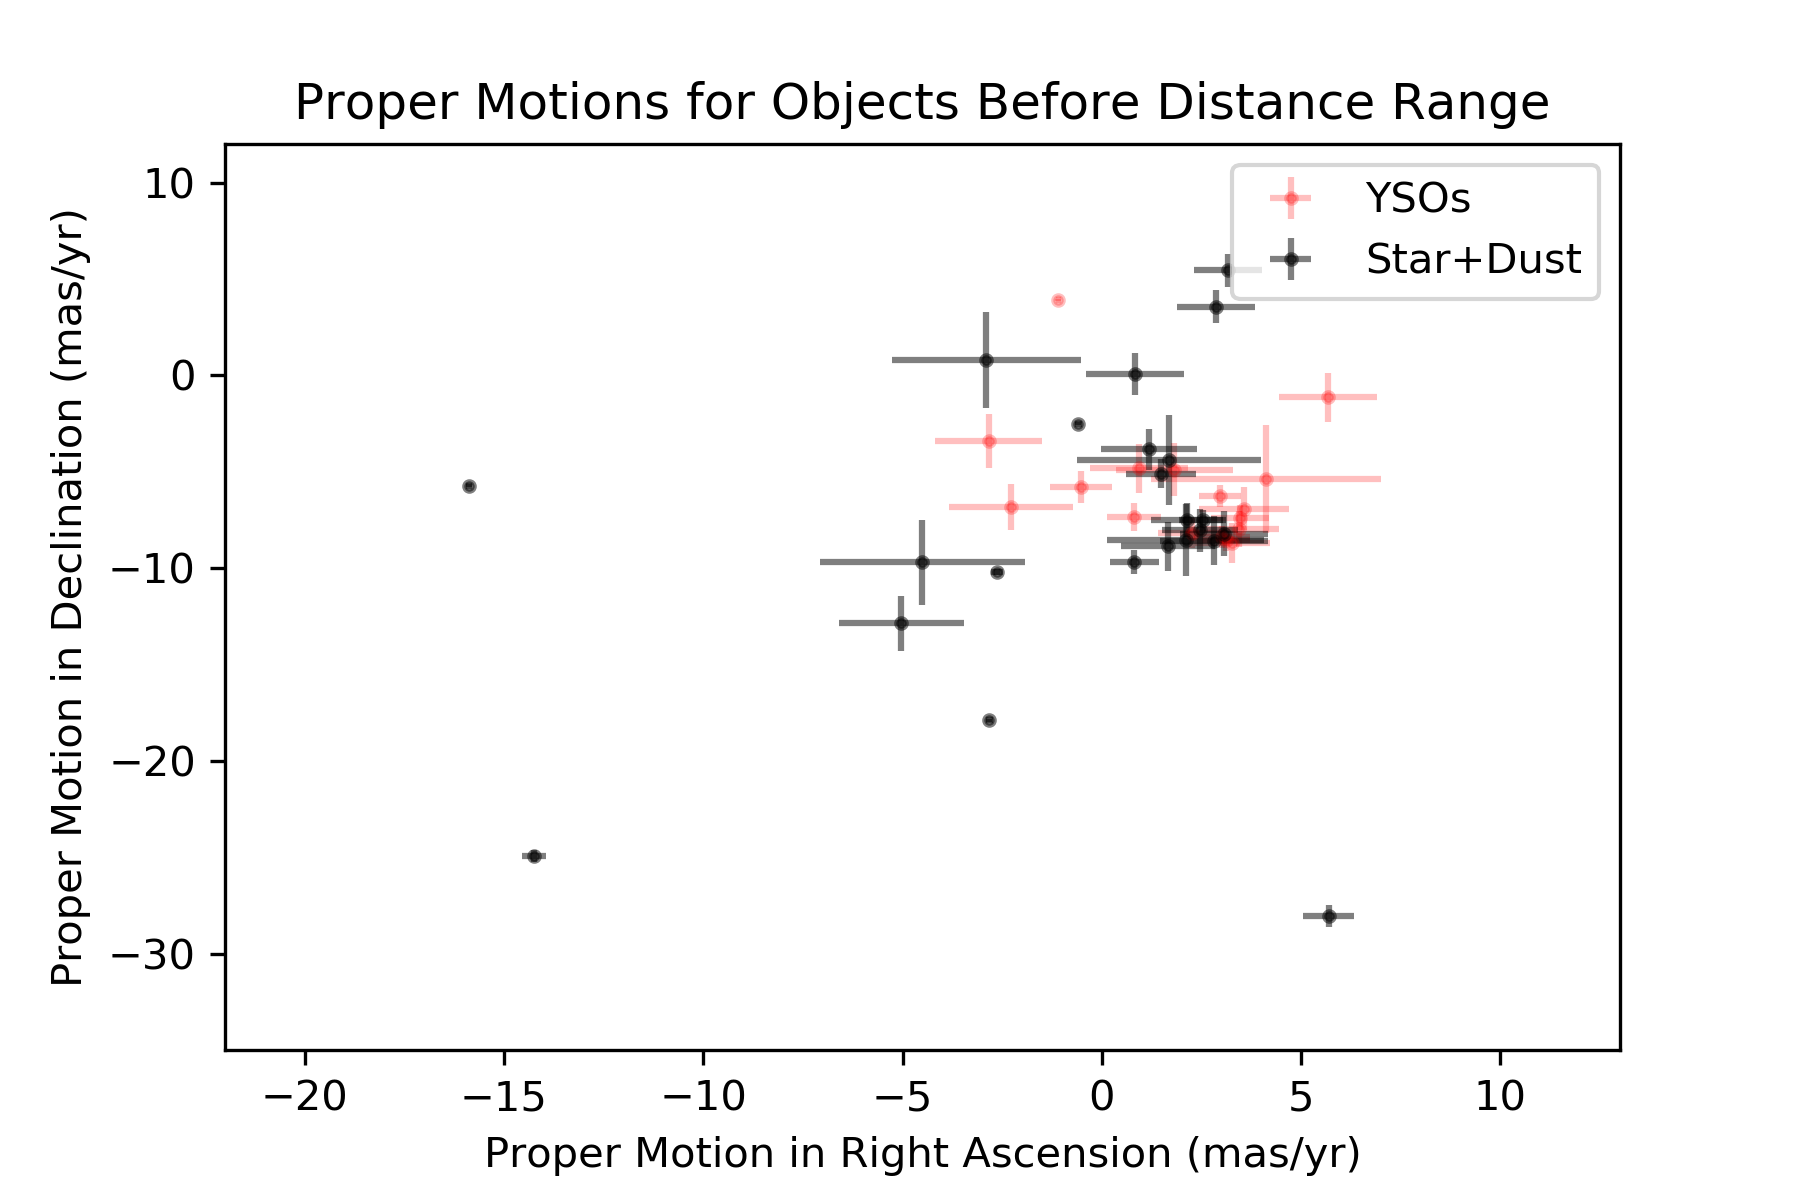 Proper Motions for Objects Before Distance Range
YSOs
Star+Dust
10
0
−10
−20
−30
Proper Motion in Declination (mas/yr)
−20
−15
−10
−5
0
5
10
Proper Motion in Right Ascension (mas/yr)